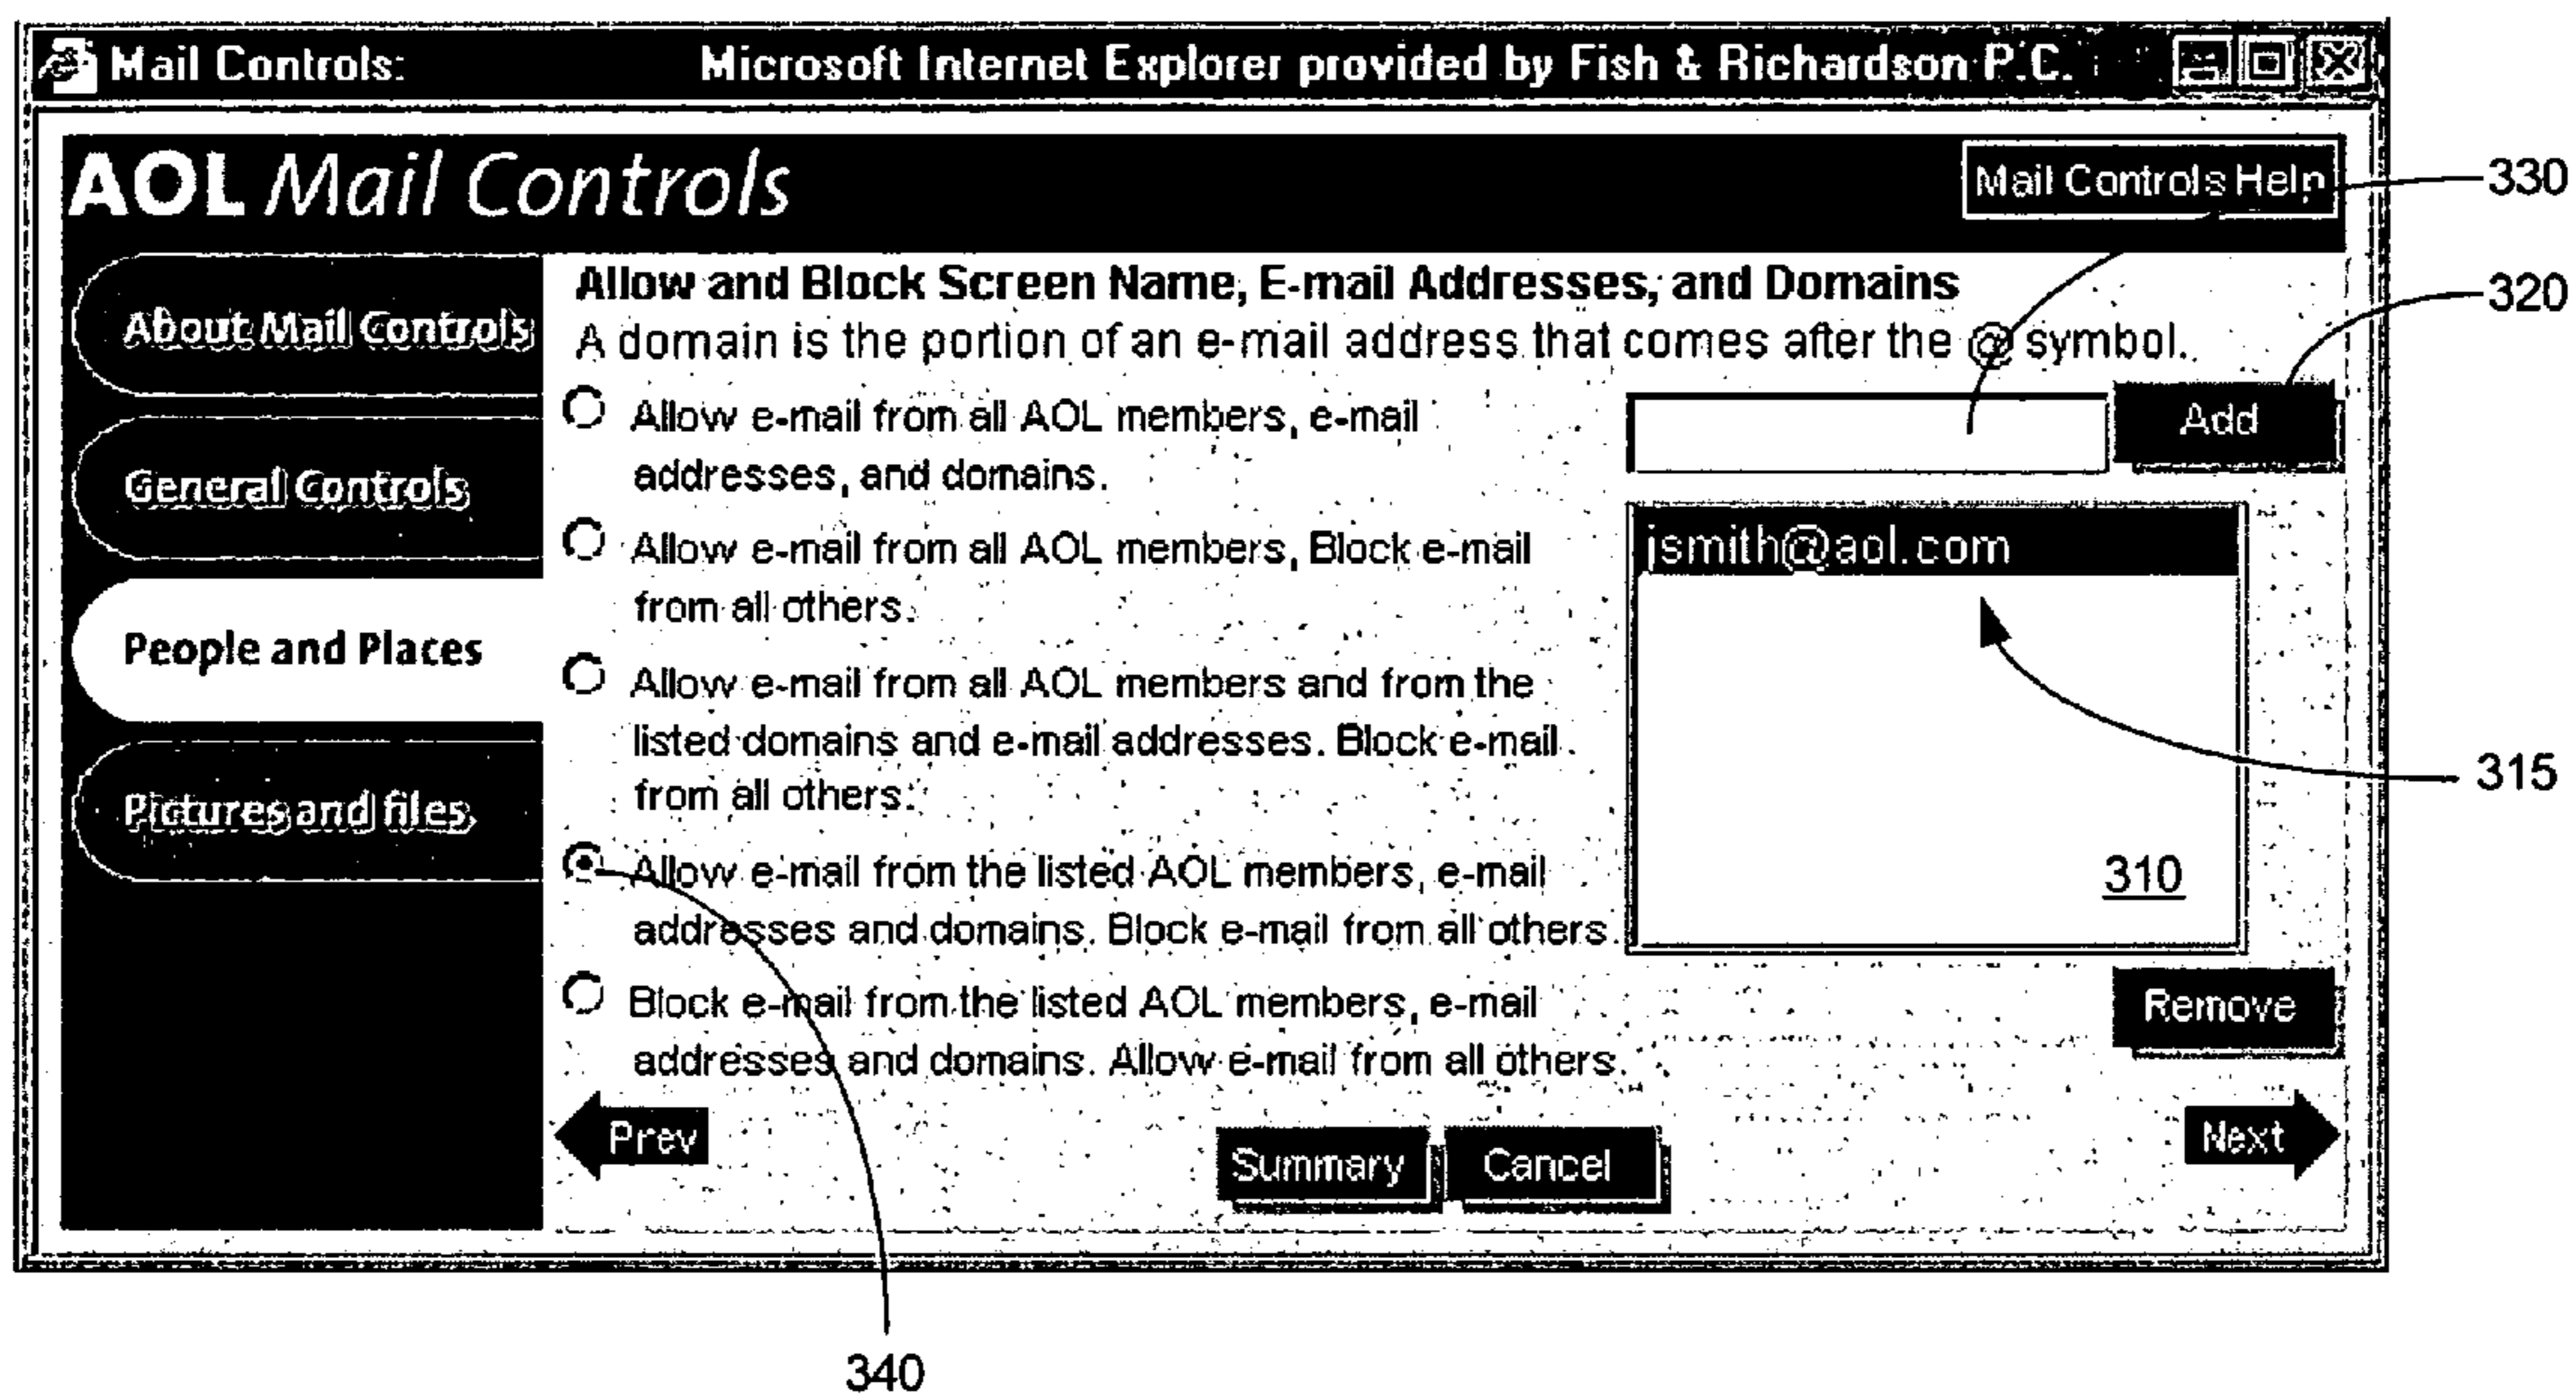 Mail Controls: Microsoft Internet Explorer provided by Fish & Richardson P.C.
AOL Mail Controls
Mail Controls Help
330
320
About Mail Controls
General Controls
People and Places
Pictures and files
Allow and Block Screen Name, E-mail Addresses, and Domains
A domain is the portion of an e-mail address that comes after the @ symbol.
Allow e-mail from all AOL members, e-mail
addresses, and domains.
Allow e-mail from all AOL members, Block e-mail
from all others.
Allow e-mail from all AOL members and from the
listed domains and e-mail addresses. Block e-mail
from all others.
Allow e-mail from the listed AOL members, e-mail
addresses and domains. Block e-mail from all others.
Block e-mail from the listed AOL members, e-mail
addresses and domains. Allow e-mail from all others.
Add
jsmith@aol.com
315
310
Remove
Prev
Summary
Cancel
Next
340